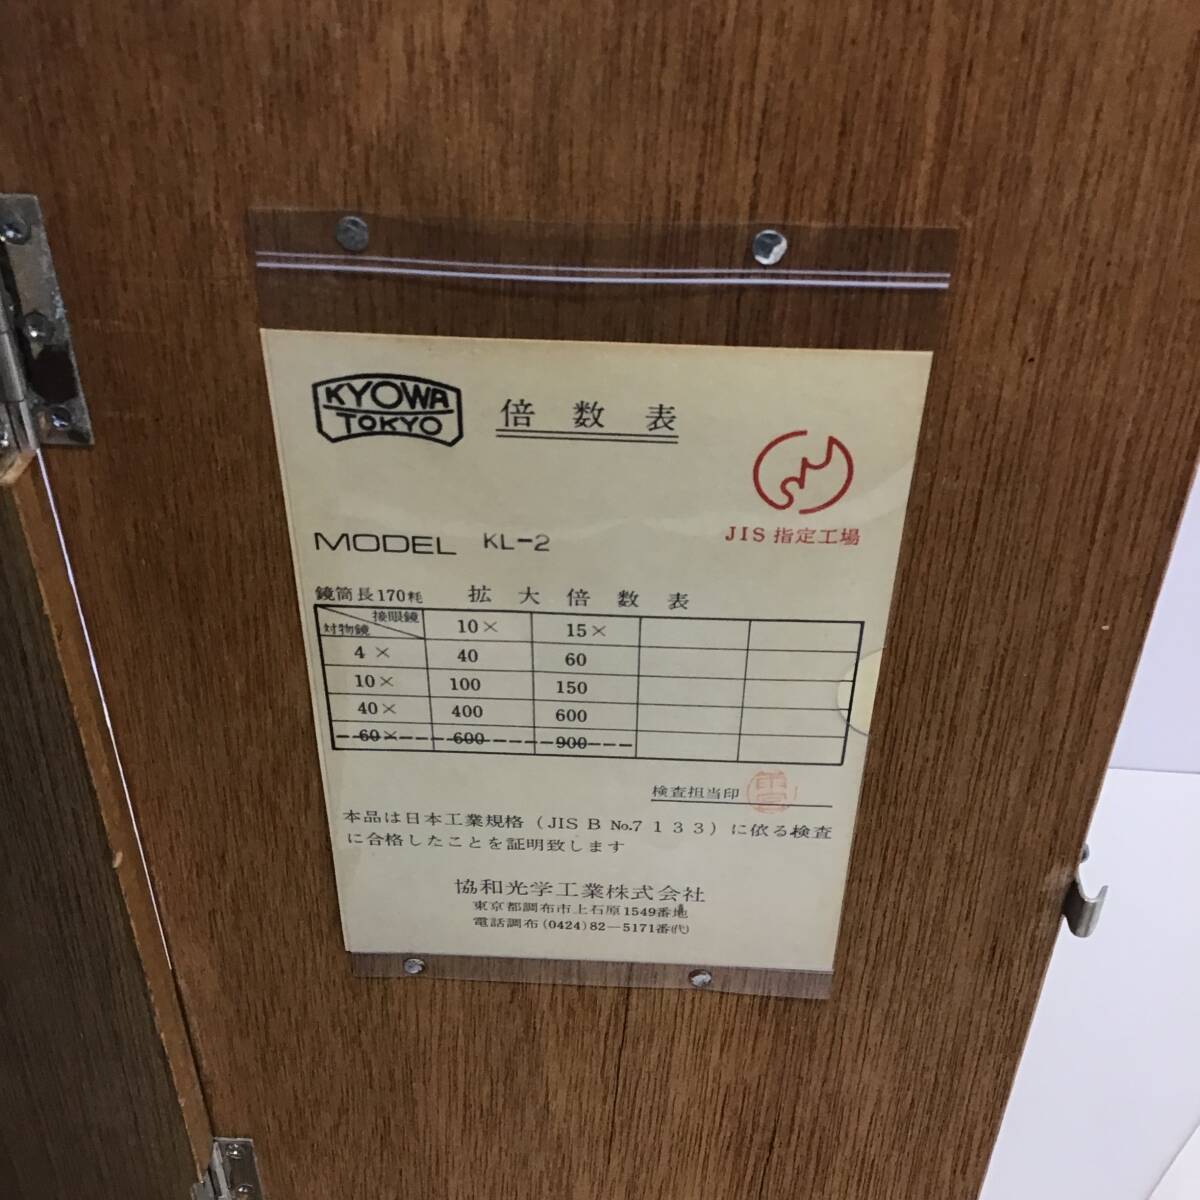 KYOWA
TOKYO
倍数表
JIS 指定工場
MODEL KL-2
鏡筒長170粍 拡大倍数表
接眼鏡 対物鏡 10× 15×
4× 40 60
10× 100 150
40× 400 600
60× 600 900
検査担当印
本品は日本工業規格 (JIS B No.7133) に依る検査
に合格したことを証明致します
協和光学工業株式会社
東京都調布市上石原1549番地
電話調布(0424)82-5171番(代)